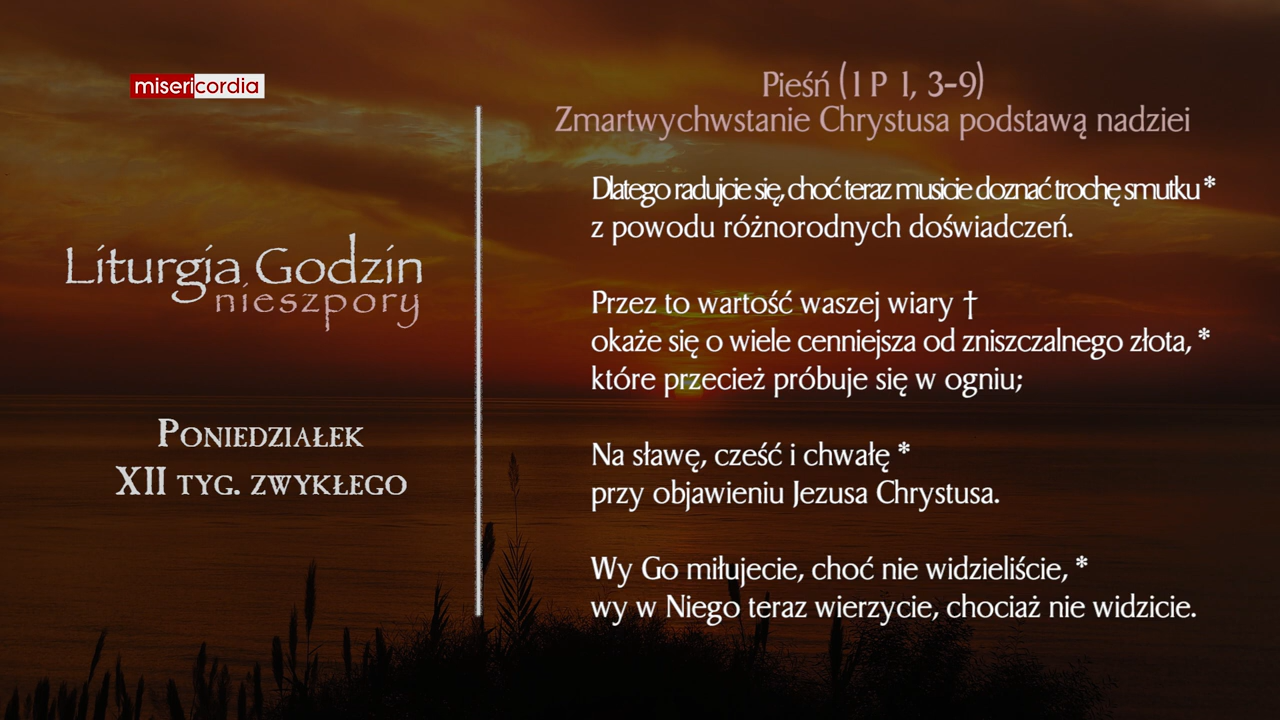 misericordia
Liturgia Godzin
nieszpory
Poniedziałek
XII tyg. zwykłego
Pieśń (1 P 1, 3-9)
Zmartwychwstanie Chrystusa podstawą nadziei
Dlatego radujcie się, choć teraz musicie doznać trochę smutku *
z powodu różnorodnych doświadczeń.
Przez to wartość waszej wiary †
okaże się o wiele cenniejsza od zniszczalnego złota, *
które przecież próbuje się w ogniu;
Na sławę, cześć i chwałę *
przy objawieniu Jezusa Chrystusa.
Wy Go miłujecie, choć nie widzieliście, *
wy w Niego teraz wierzycie, chociaż nie widzicie.